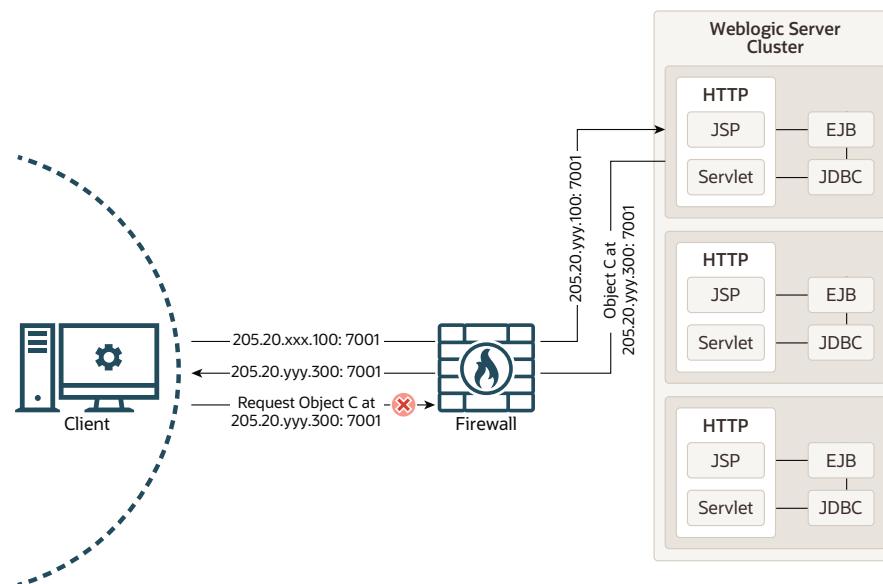 Weblogic Server
Cluster
HTTP
JSP
EJB
Servlet
JDBC
205.20.yyy.100: 7001
Object C at
205.20.yyy.300: 7001
HTTP
JSP
EJB
Servlet
JDBC
205.20.xxx.100: 7001
205.20.yyy.300: 7001
Request Object C at
205.20.yyy.300: 7001
Client
Firewall
HTTP
JSP
EJB
Servlet
JDBC